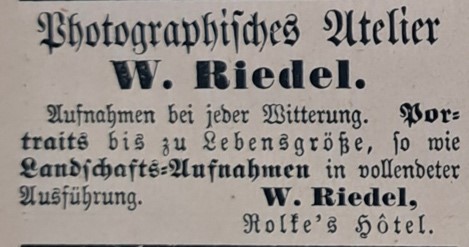 Photographiſches Atelier
W. Riedel.
Aufnahmen bei jeder Witterung. Por⸗
traits bis zu Lebensgröße, ſo wie
Landſchafts⸗Aufnahmen in vollendeter
Ausführung. W. Riedel,
Rolke's Hôtel.